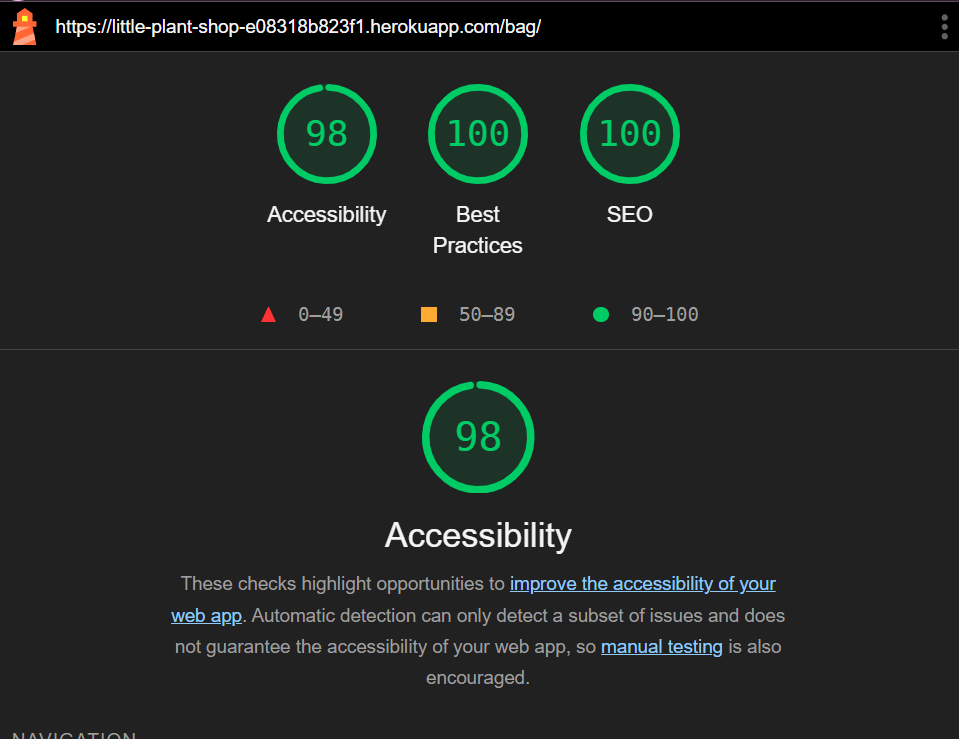 https://little-plant-shop-e08318b823f1.herokuapp.com/bag/
98 100 100
Accessibility Best Practices SEO
0–49 50–89 90–100
98
Accessibility
These checks highlight opportunities to improve the accessibility of your
web app. Automatic detection can only detect a subset of issues and does
not guarantee the accessibility of your web app, so manual testing is also
encouraged.
NAVIGATION